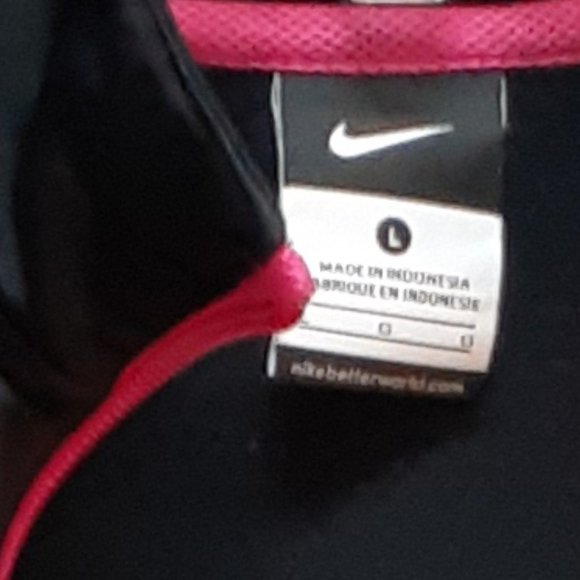 L
MADE IN INDONESIA
FABRIQUE EN INDONESIE
nikebetterworld.com